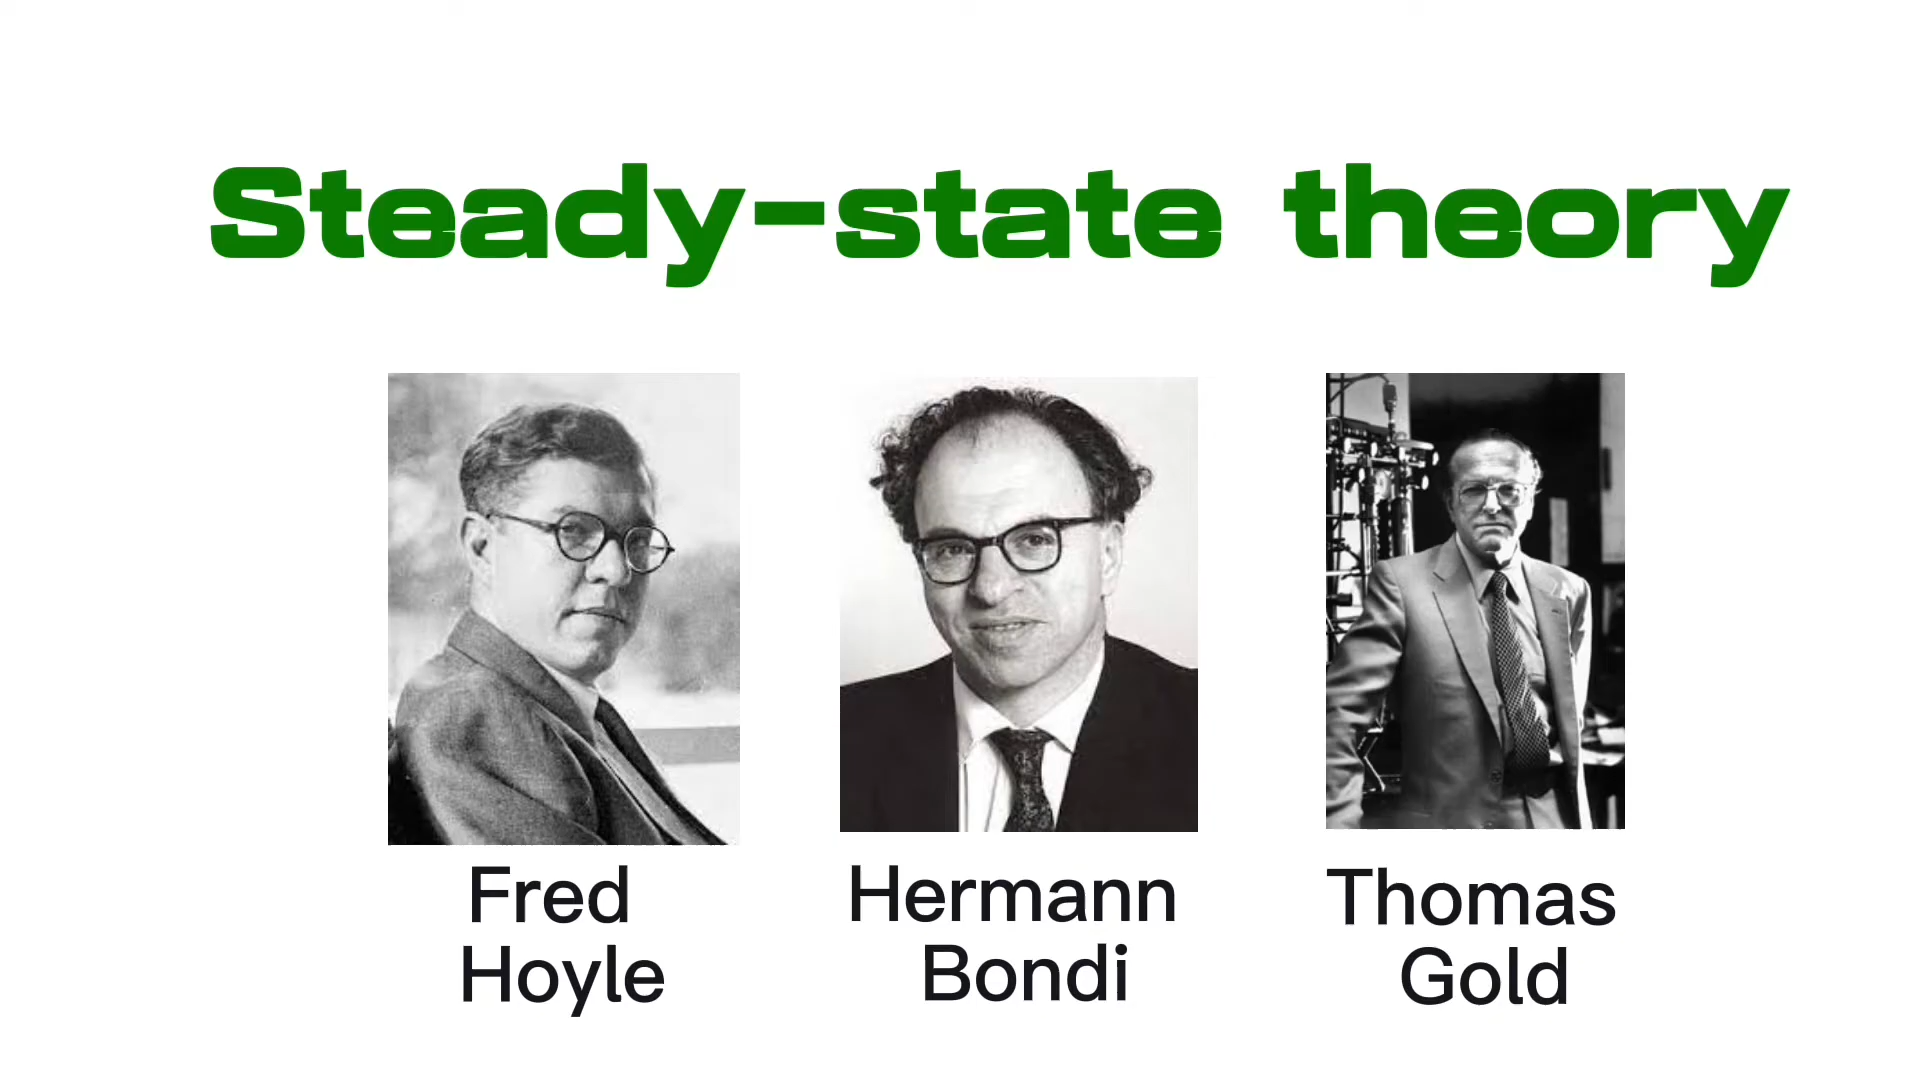 Steady-state theory
Fred
Hoyle
Hermann
Bondi
Thomas
Gold